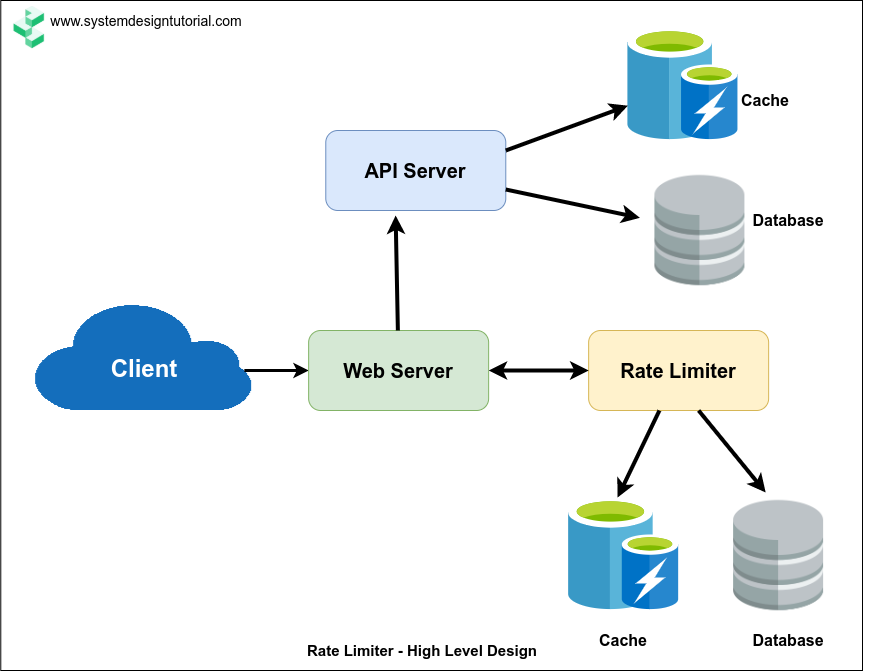 www.systemdesigntutorial.com
Cache
API Server
Database
Client
Web Server
Rate Limiter
Cache
Database
Rate Limiter - High Level Design